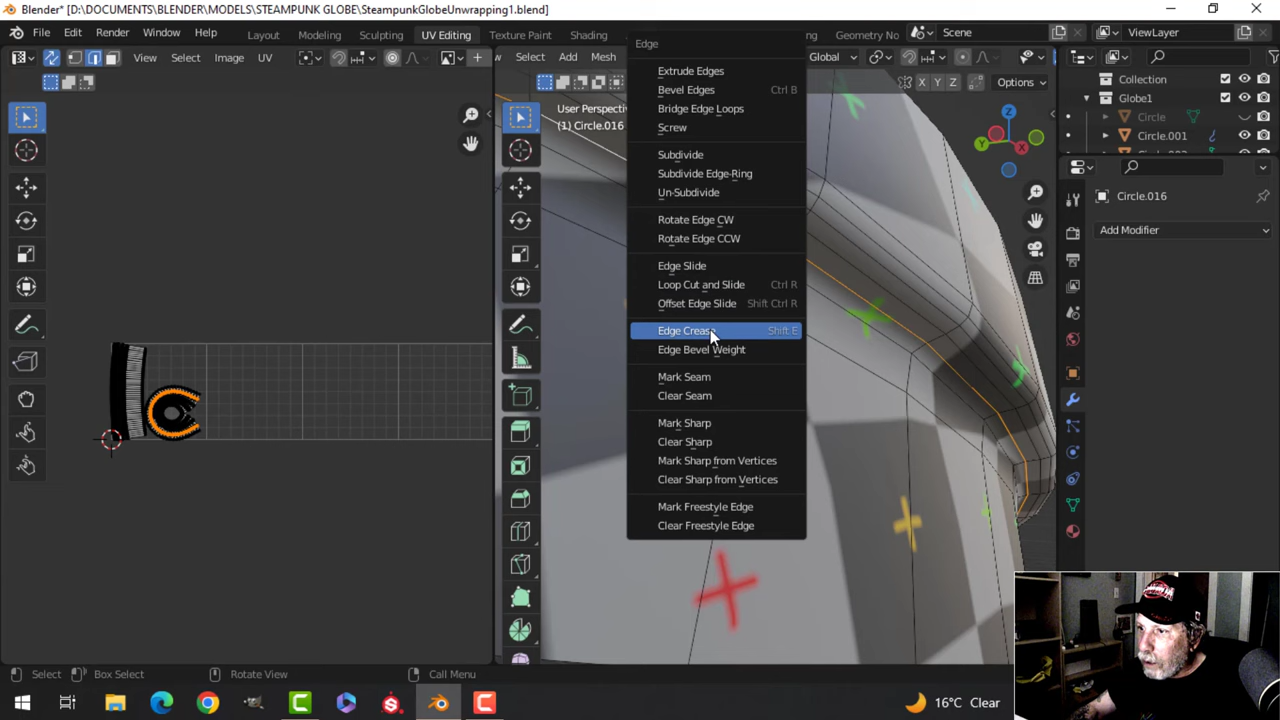 Blender* [D:\DOCUMENTS\BLENDER\MODELS\STEAMPUNK GLOBE\SteampunkGlobeUnwrapping1.blend]
File Edit Render Window Help Layout Modeling Sculpting UV Editing Texture Paint Shading Geometry No Scene ViewLayer
View Select Image UV Select Add Mesh Global
Options
X Y Z
User Perspective
(1) Circle.016
Edge
Extrude Edges
Bevel Edges Ctrl B
Bridge Edge Loops
Screw
Subdivide
Subdivide Edge-Ring
Un-Subdivide
Rotate Edge CW
Rotate Edge CCW
Edge Slide
Loop Cut and Slide Ctrl R
Offset Edge Slide Shift Ctrl R
Edge Crease Shift E
Edge Bevel Weight
Mark Seam
Clear Seam
Mark Sharp
Clear Sharp
Mark Sharp from Vertices
Clear Sharp from Vertices
Mark Freestyle Edge
Clear Freestyle Edge
Z
Y
X
Collection
Globe1
Circle
Circle.001
Circle.016
Add Modifier
Select Box Select Rotate View Call Menu
16°C Clear